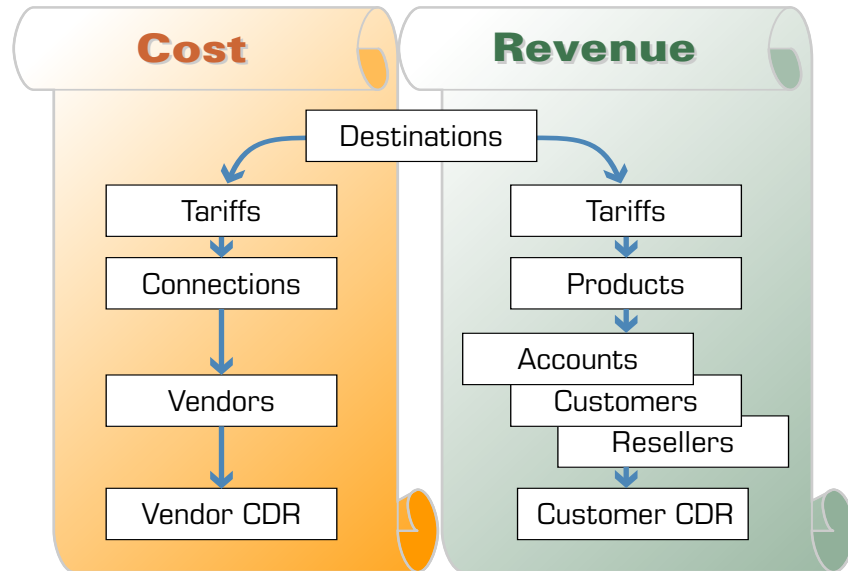 Cost
Revenue
Destinations
Tariffs
Tariffs
Connections
Products
Accounts
Vendors
Customers
Resellers
Vendor CDR
Customer CDR